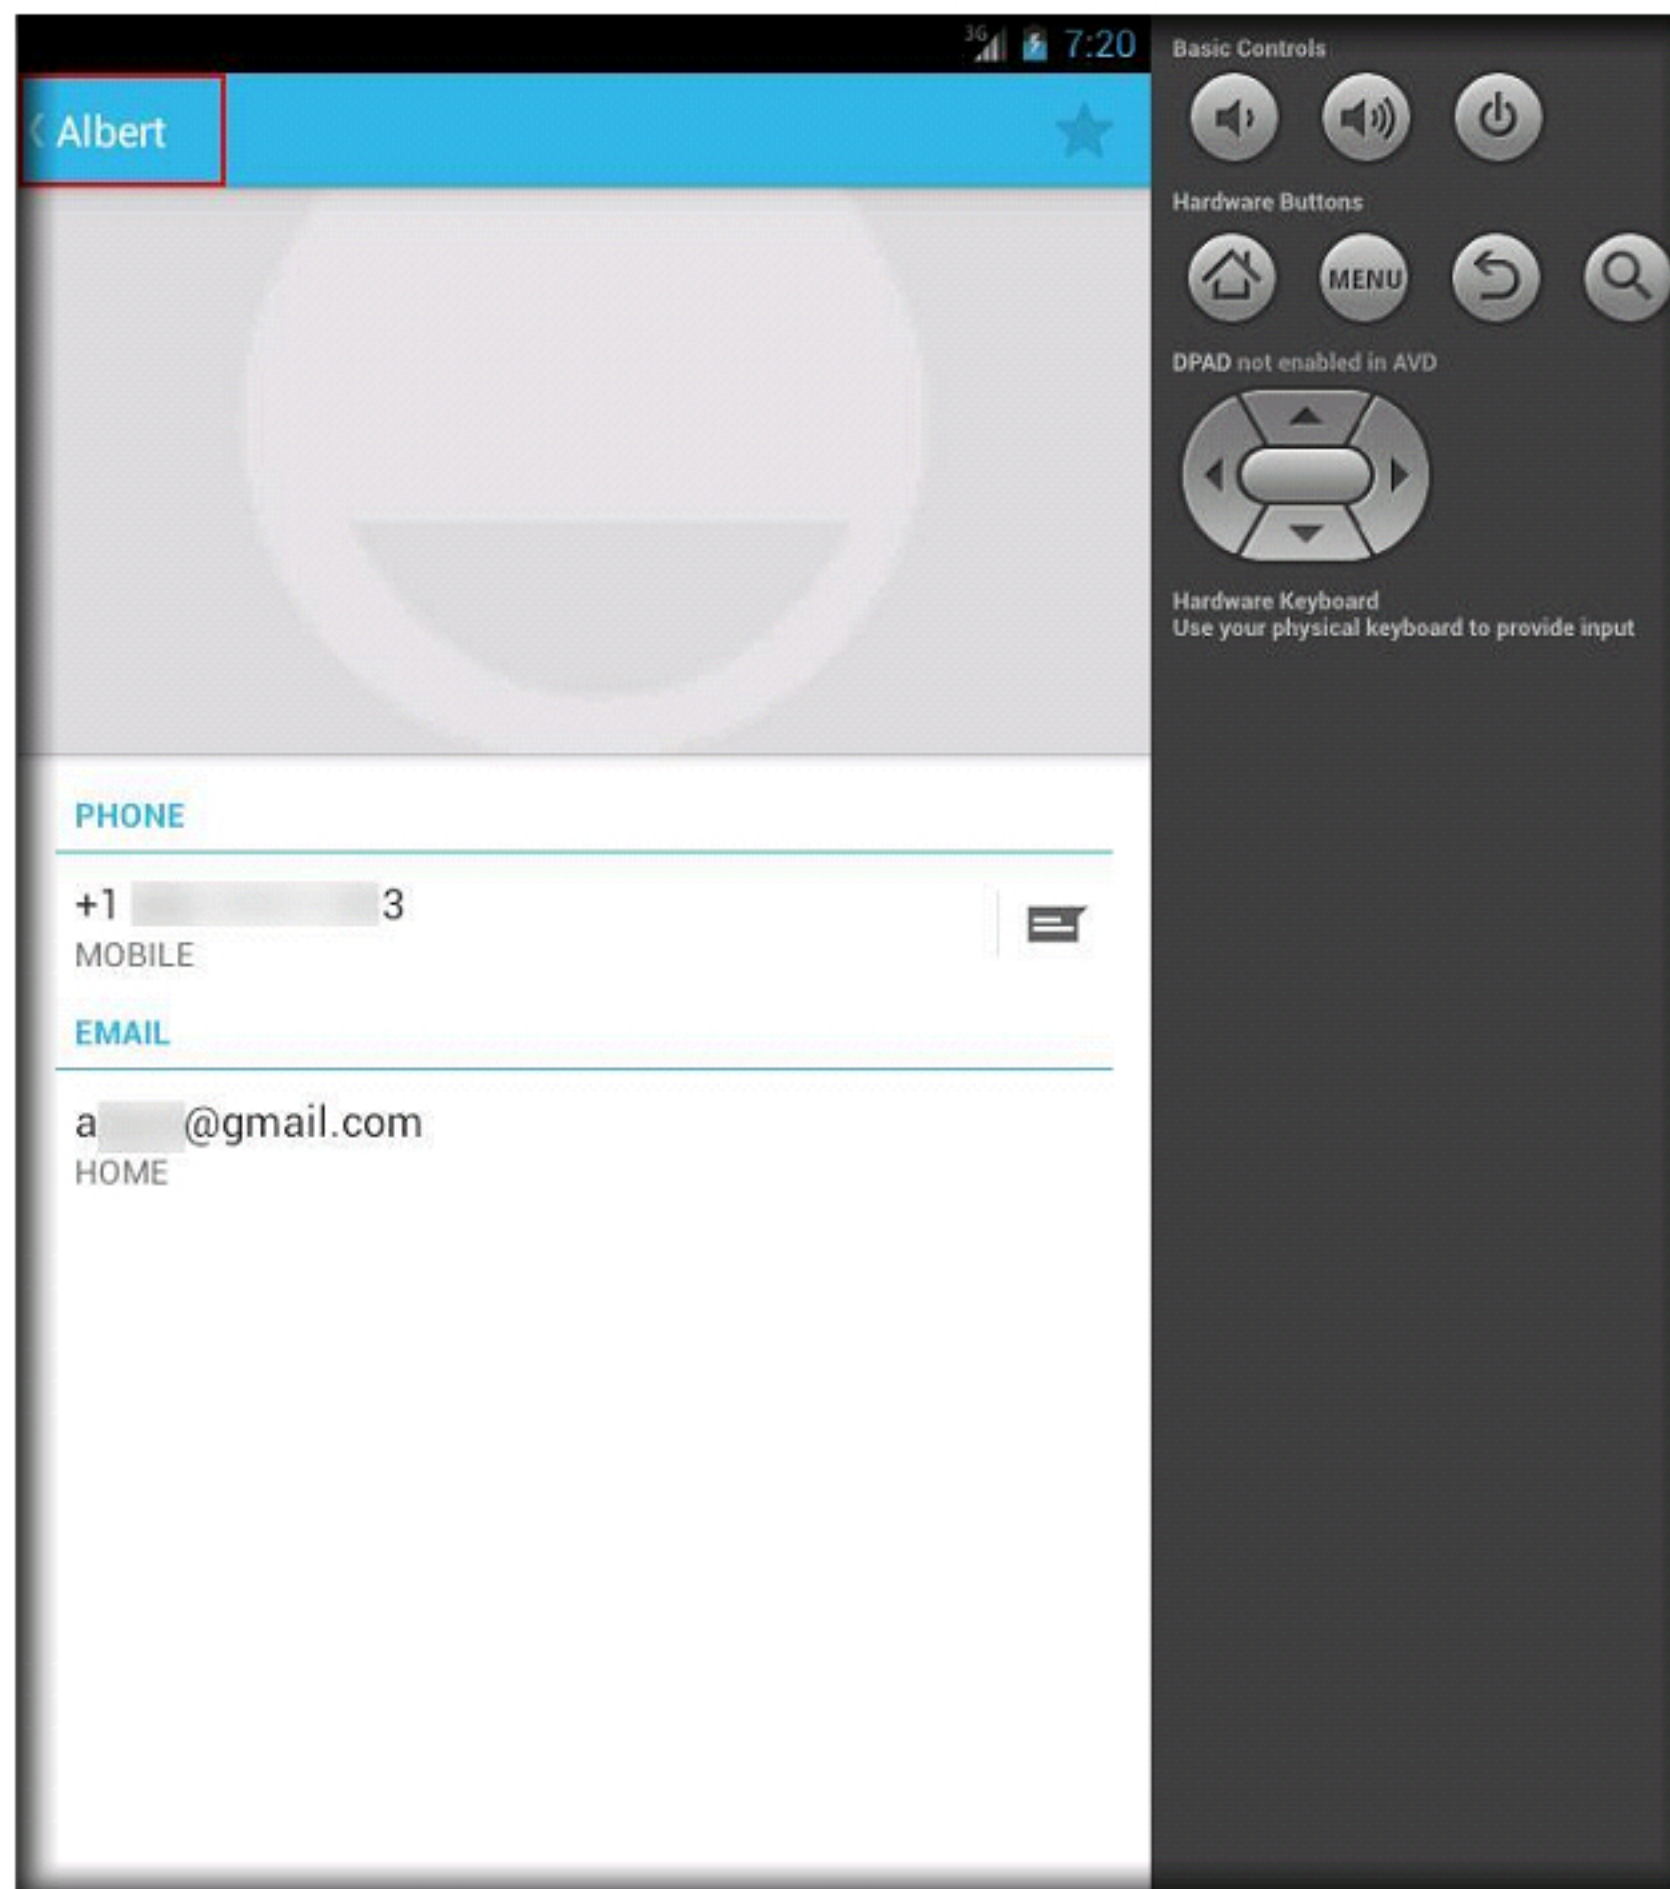 3G 7:20
Albert
PHONE
+1 3
MOBILE
EMAIL
a @gmail.com
HOME
Basic Controls
Hardware Buttons
MENU
DPAD not enabled in AVD
Hardware Keyboard
Use your physical keyboard to provide input